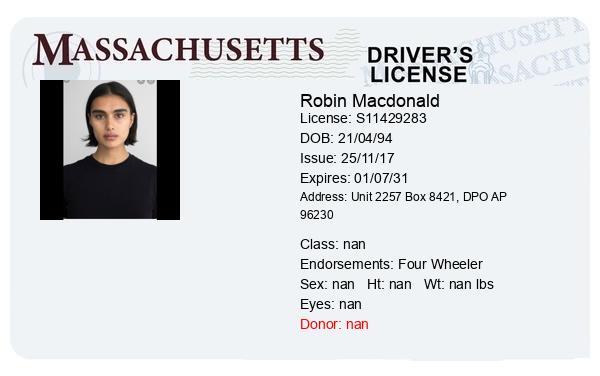 MASSACHUSETTS
DRIVER'S
LICENSE
Robin Macdonald
License: S11429283
DOB: 21/04/94
Issue: 25/11/17
Expires: 01/07/31
Address: Unit 2257 Box 8421, DPO AP
96230
Class: nan
Endorsements: Four Wheeler
Sex: nan Ht: nan Wt: nan lbs
Eyes: nan
Donor: nan